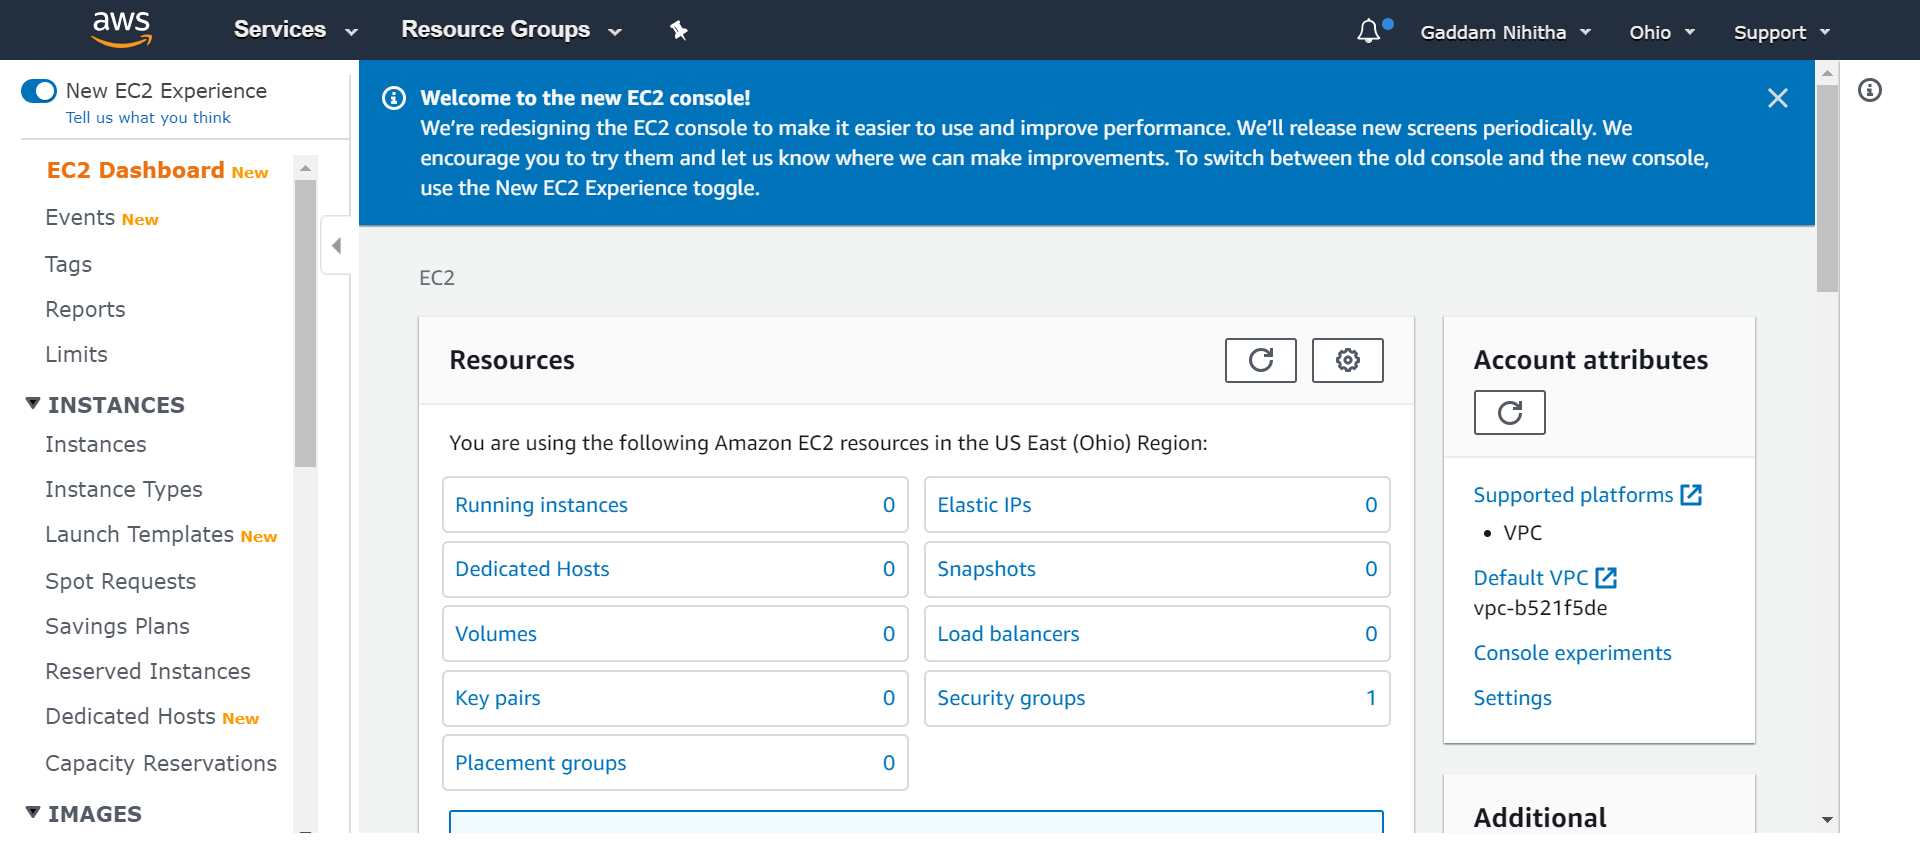 aws
Services
Resource Groups
Gaddam Nihitha
Ohio
Support
New EC2 Experience
Tell us what you think
EC2 Dashboard New
Events New
Tags
Reports
Limits
INSTANCES
Instances
Instance Types
Launch Templates New
Spot Requests
Savings Plans
Reserved Instances
Dedicated Hosts New
Capacity Reservations
IMAGES
Welcome to the new EC2 console!
We're redesigning the EC2 console to make it easier to use and improve performance. We'll release new screens periodically. We
encourage you to try them and let us know where we can make improvements. To switch between the old console and the new console,
use the New EC2 Experience toggle.
EC2
Resources
You are using the following Amazon EC2 resources in the US East (Ohio) Region:
Running instances 0
Elastic IPs 0
Dedicated Hosts 0
Snapshots 0
Volumes 0
Load balancers 0
Key pairs 0
Security groups 1
Placement groups 0
Account attributes
Supported platforms
• VPC
Default VPC
vpc-b521f5de
Console experiments
Settings
Additional